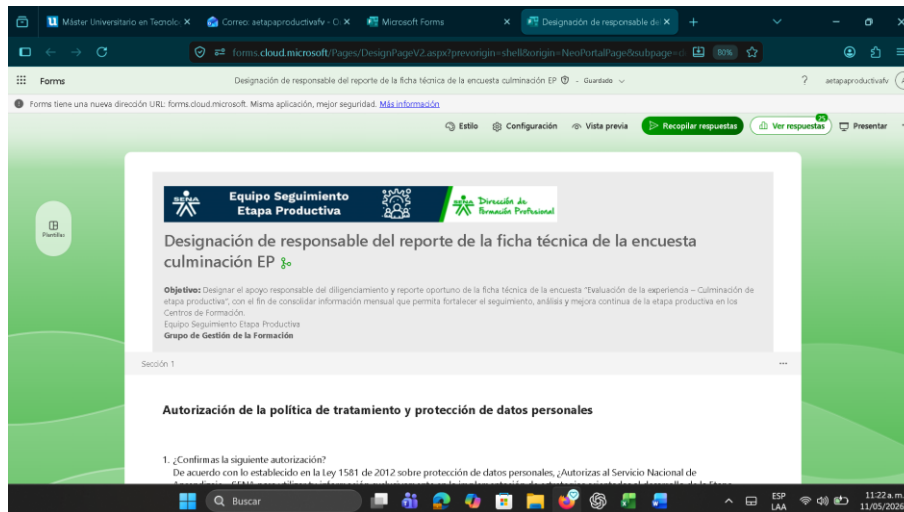 Máster Universitario en Tecnolo
Correo: aetapaproductivafv - O
Microsoft Forms
Designación de responsable del
forms.cloud.microsoft/Pages/DesignPageV2.aspx?prevorigin=shell&origin=NeoPortalPage&subpage=d
80%
Forms
Designación de responsable del reporte de la ficha técnica de la encuesta culminación EP - Guardado
?
aetapaproductivafv
Forms tiene una nueva dirección URL: forms.cloud.microsoft. Misma aplicación, mejor seguridad. Más información
Estilo
Configuración
Vista previa
Recopilar respuestas
Ver respuestas
25
Presentar
Plantillas
SENA
Equipo Seguimiento
Etapa Productiva
SENA
Dirección de
Formación Profesional
Designación de responsable del reporte de la ficha técnica de la encuesta
culminación EP
Objetivo: Designar el apoyo responsable del diligenciamiento y reporte oportuno de la ficha técnica de la encuesta "Evaluación de la experiencia – Culminación de
etapa productiva", con el fin de consolidar información mensual que permita fortalecer el seguimiento, análisis y mejora continua de la etapa productiva en los
Centros de Formación.
Equipo Seguimiento Etapa Productiva
Grupo de Gestión de la Formación
Sección 1
Autorización de la política de tratamiento y protección de datos personales
1. ¿Confirmas la siguiente autorización?
De acuerdo con lo establecido en la Ley 1581 de 2012 sobre protección de datos personales, ¿Autorizas al Servicio Nacional de
Buscar
ESP
LAA
11:22 a. m.
11/05/2026